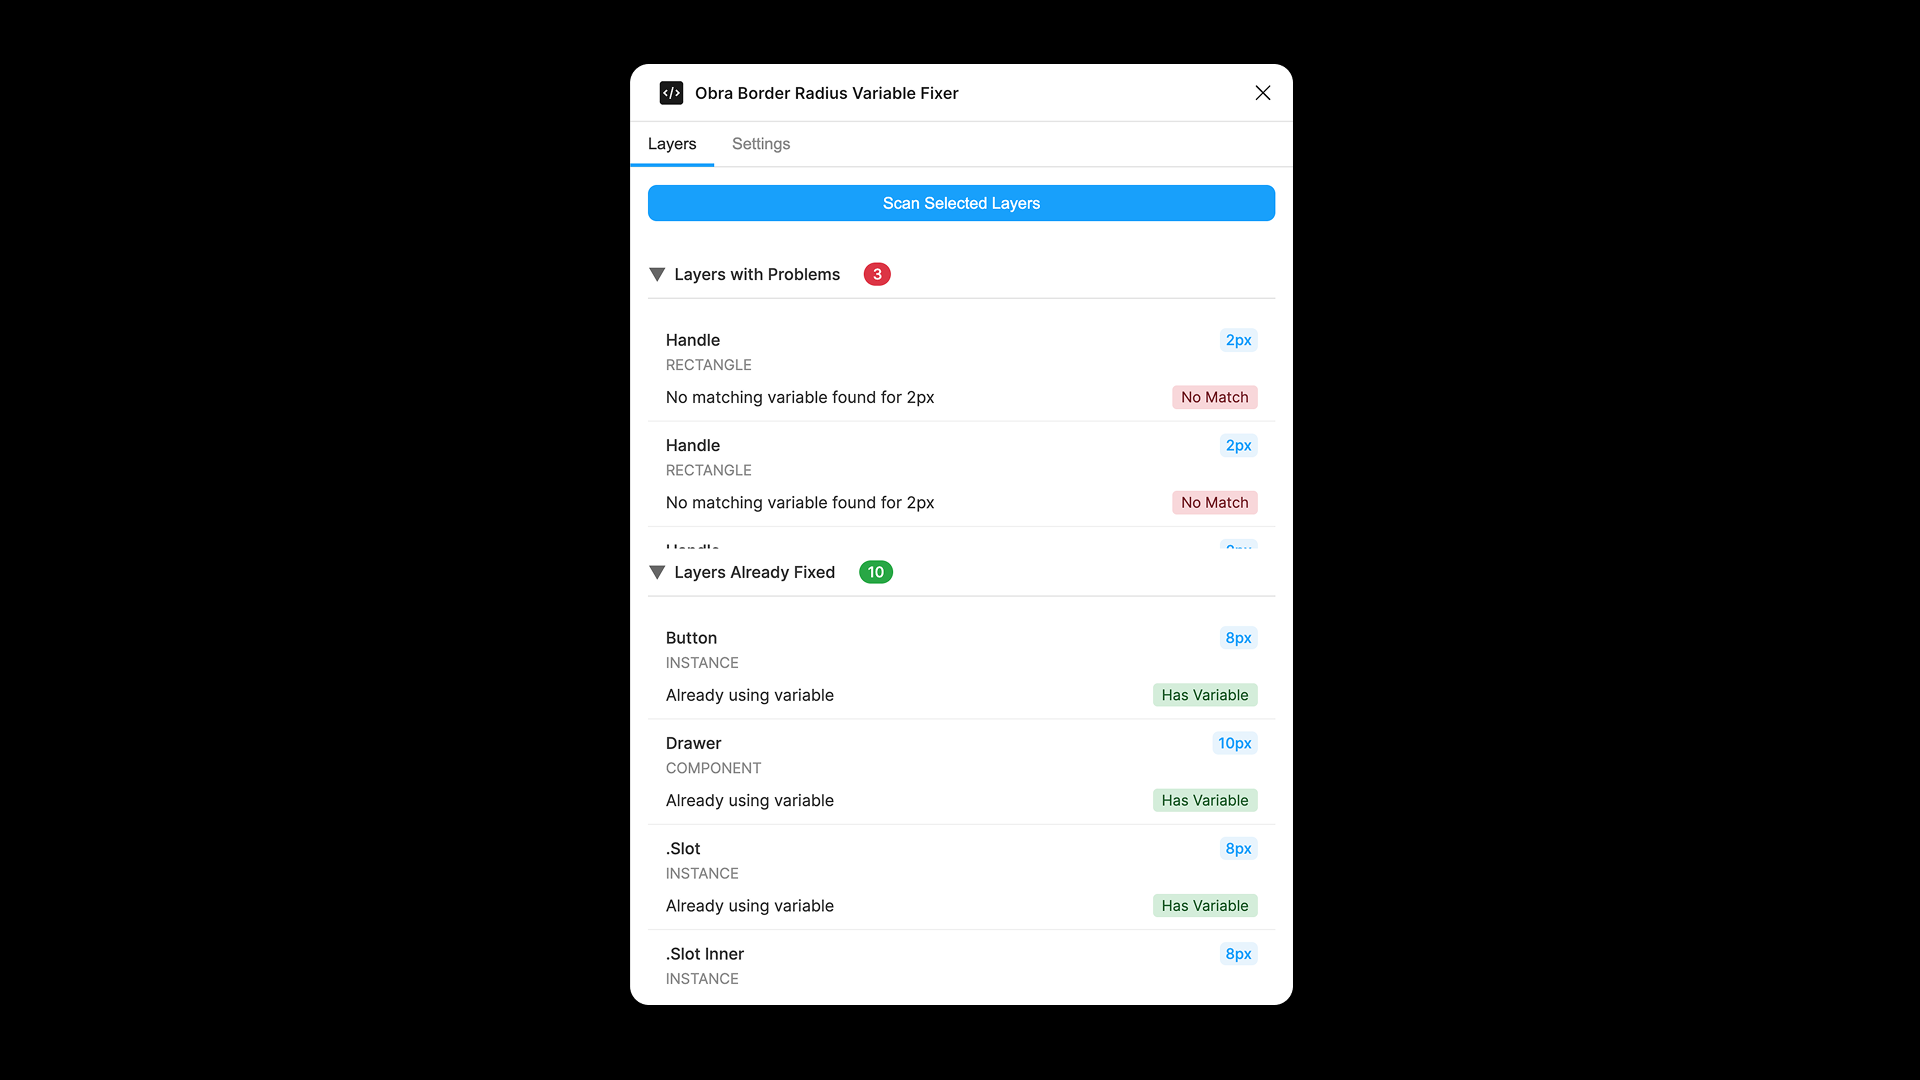 </> Obra Border Radius Variable Fixer
Layers Settings
Scan Selected Layers
Layers with Problems 3
Handle 2px
RECTANGLE
No matching variable found for 2px No Match
Handle 2px
RECTANGLE
No matching variable found for 2px No Match
Handle 2px
Layers Already Fixed 10
Button 8px
INSTANCE
Already using variable Has Variable
Drawer 10px
COMPONENT
Already using variable Has Variable
.Slot 8px
INSTANCE
Already using variable Has Variable
.Slot Inner 8px
INSTANCE